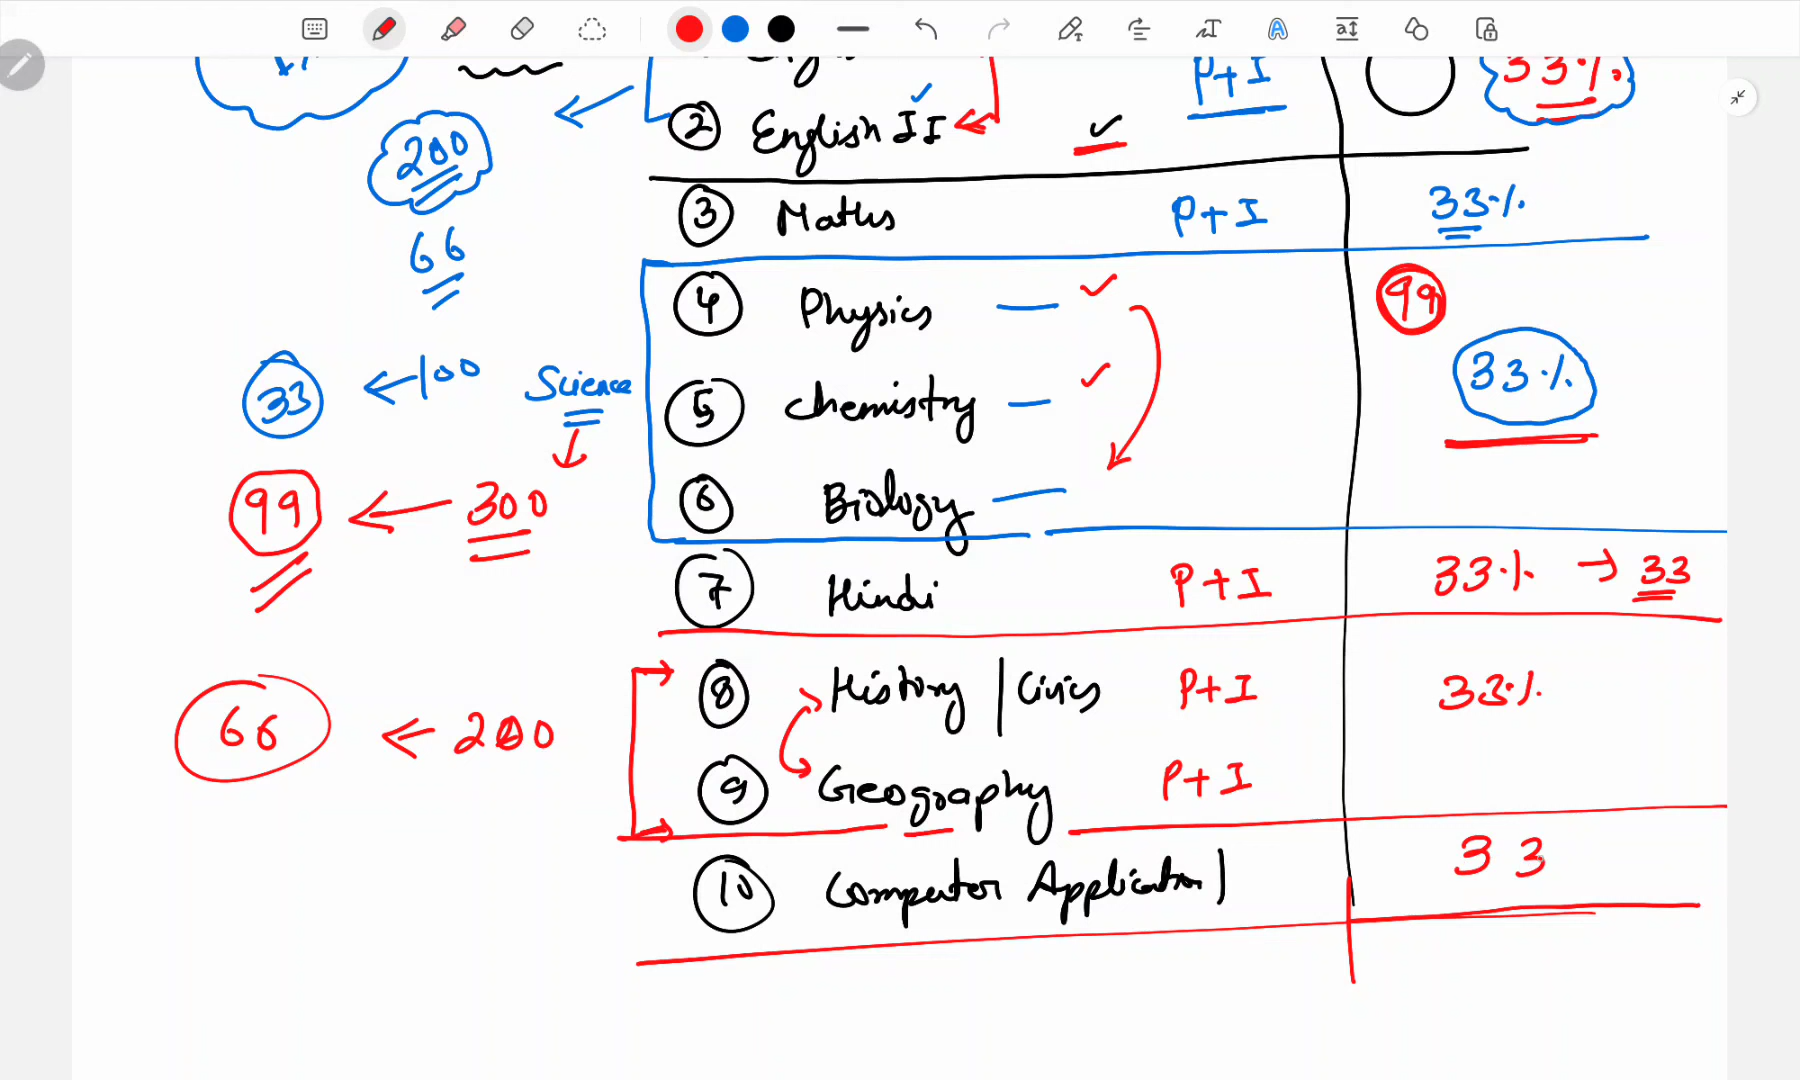 P+I 33%
200 ② English II
66 ③ Maths P+I 33%
④ Physics — 99
33 ← 100 Science 33%
⑤ Chemistry —
99 ← 300 ⑥ Biology —
⑦ Hindi P+I 33% → 33
66 ← 200 ⑧ History | Civics P+I 33%
⑨ Geography P+I
⑩ Computer Application 33